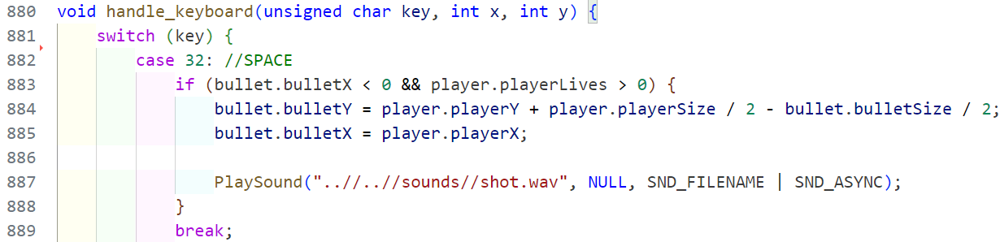 880 void handle_keyboard(unsigned char key, int x, int y) {
881 switch (key) {
882 case 32: //SPACE
883 if (bullet.bulletX < 0 && player.playerLives > 0) {
884 bullet.bulletY = player.playerY + player.playerSize / 2 - bullet.bulletSize / 2;
885 bullet.bulletX = player.playerX;
886
887 PlaySound("..//..//sounds//shot.wav", NULL, SND_FILENAME | SND_ASYNC);
888 }
889 break;